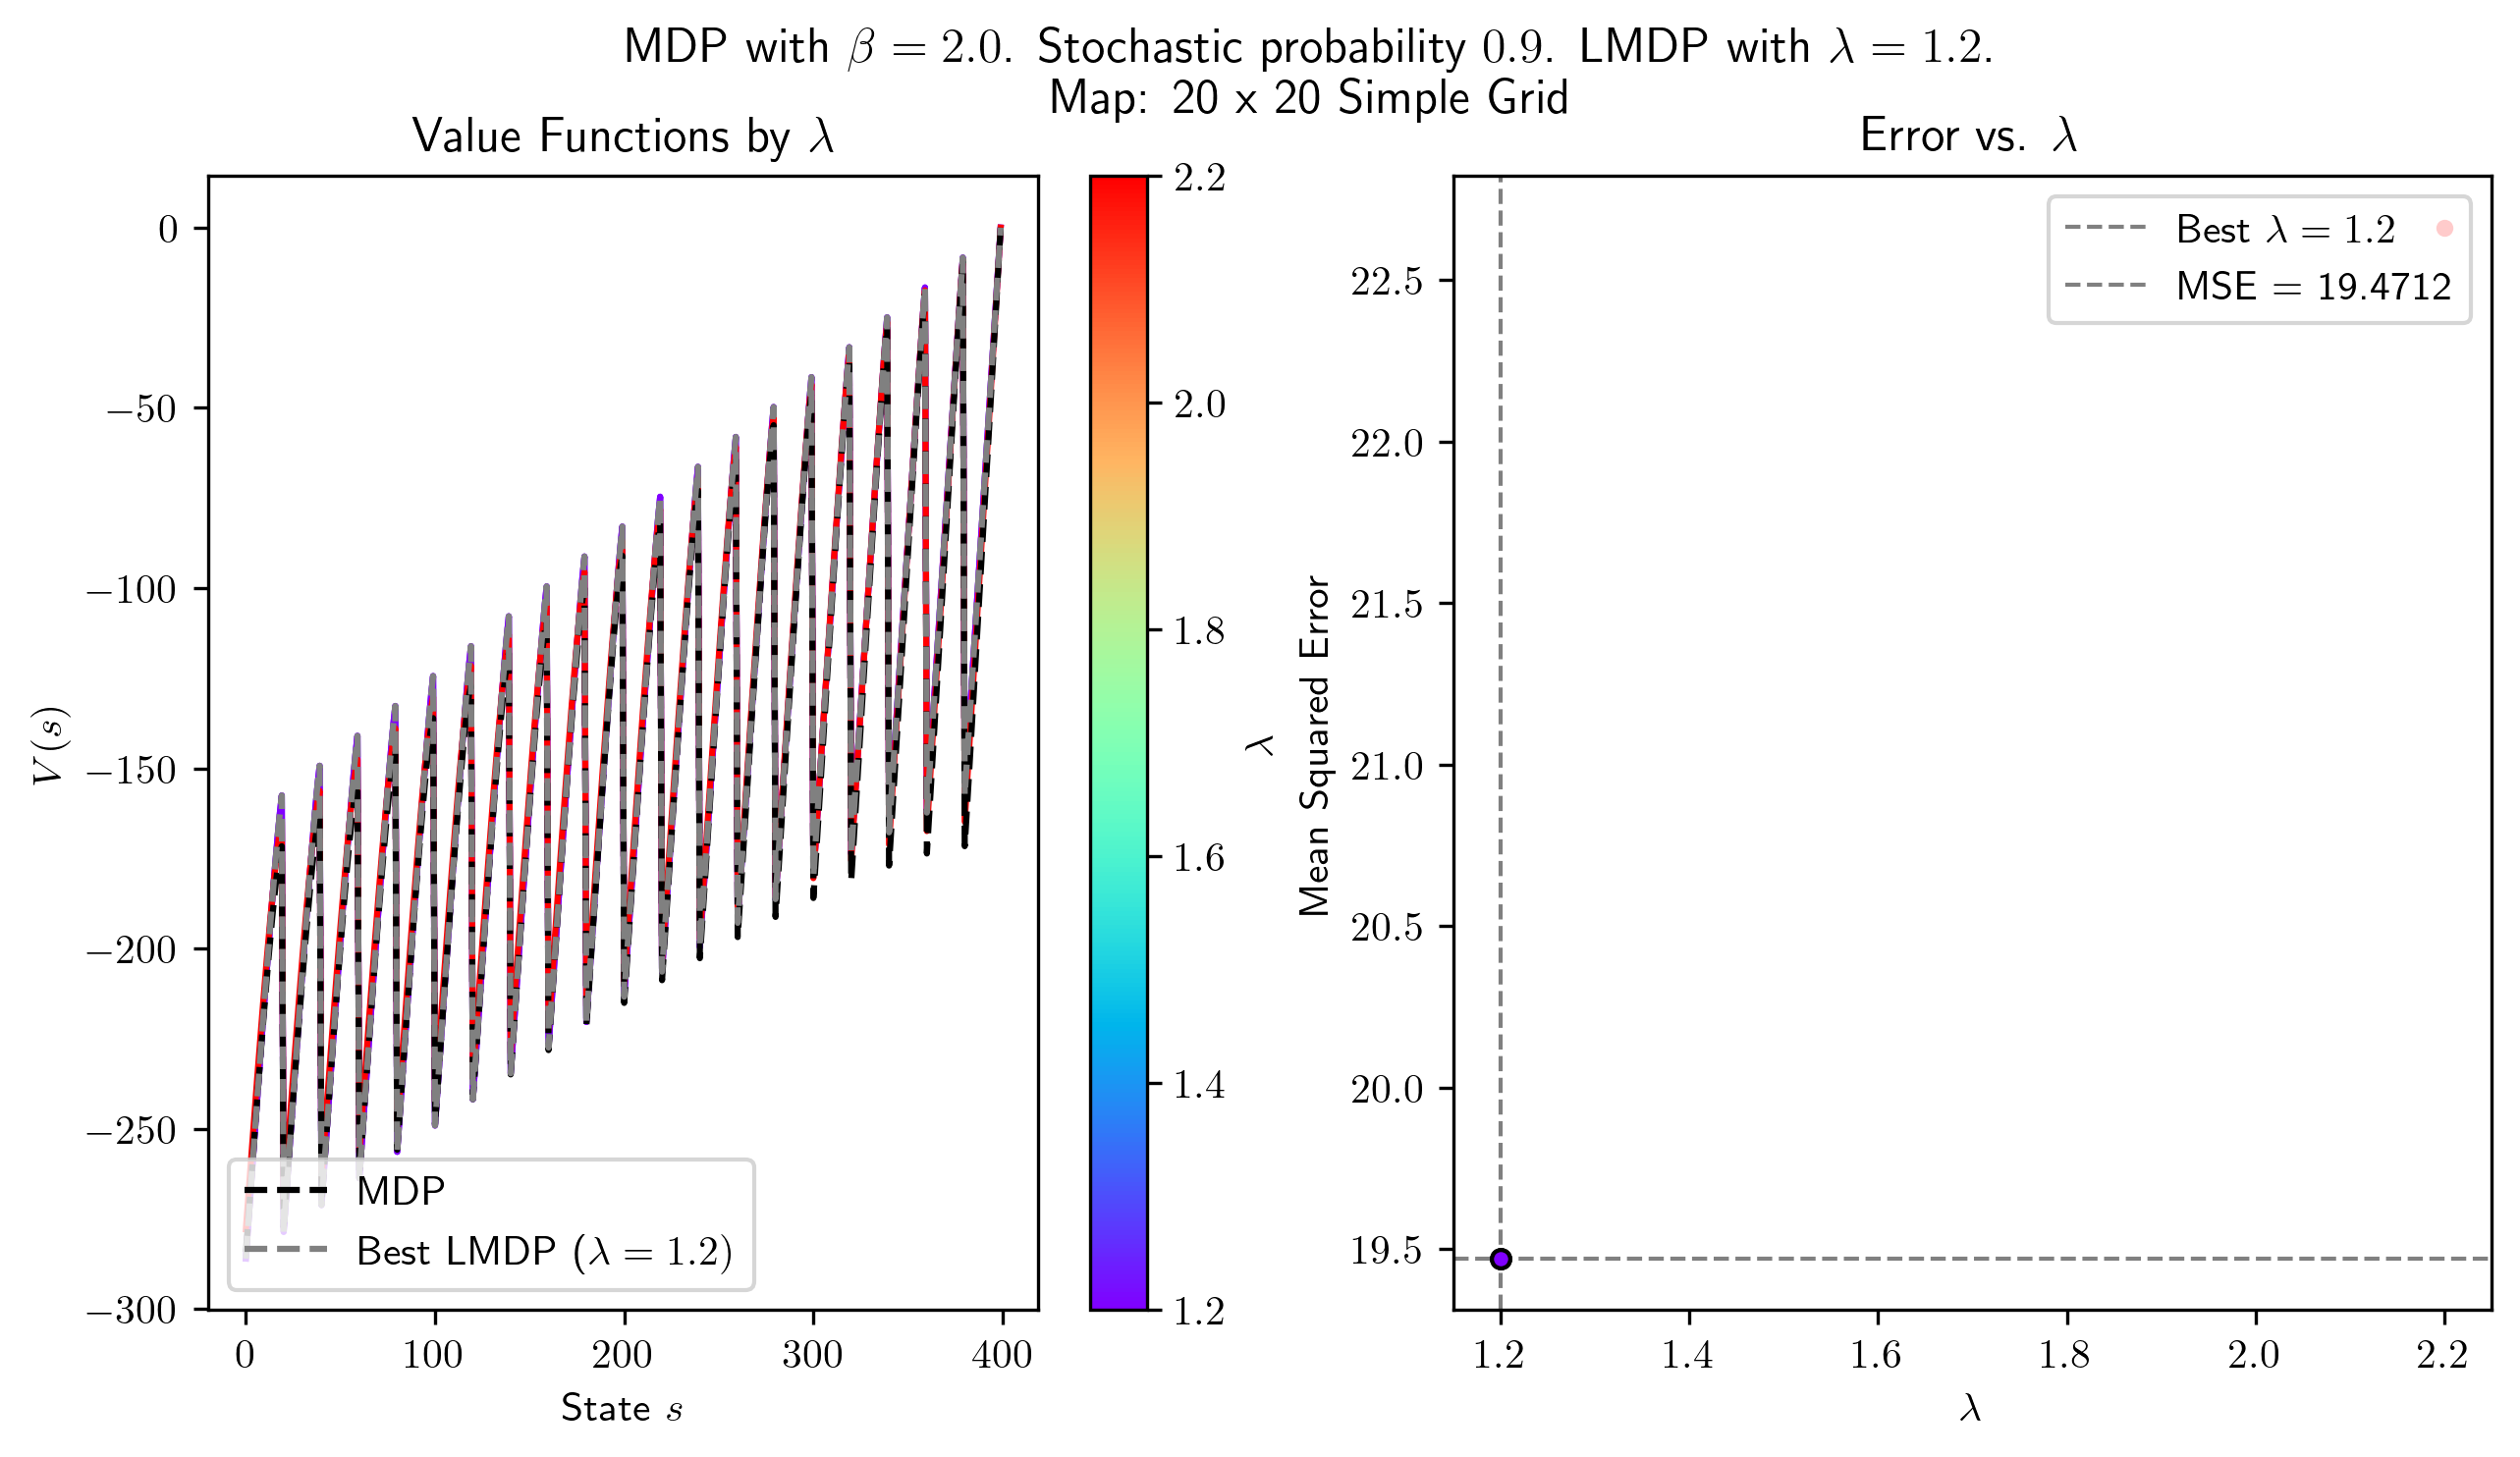 MDP with β = 2.0. Stochastic probability 0.9. LMDP with λ = 1.2.
Map: 20 x 20 Simple Grid
Value Functions by λ
0
−50
−100
−150
−200
−250
−300
V(s)
0 100 200 300 400
State s
MDP
Best LMDP (λ = 1.2)
2.2
2.0
1.8
1.6
1.4
1.2
λ
Error vs. λ
Mean Squared Error
22.5
22.0
21.5
21.0
20.5
20.0
19.5
Best λ = 1.2
MSE = 19.4712
1.2 1.4 1.6 1.8 2.0 2.2
λ